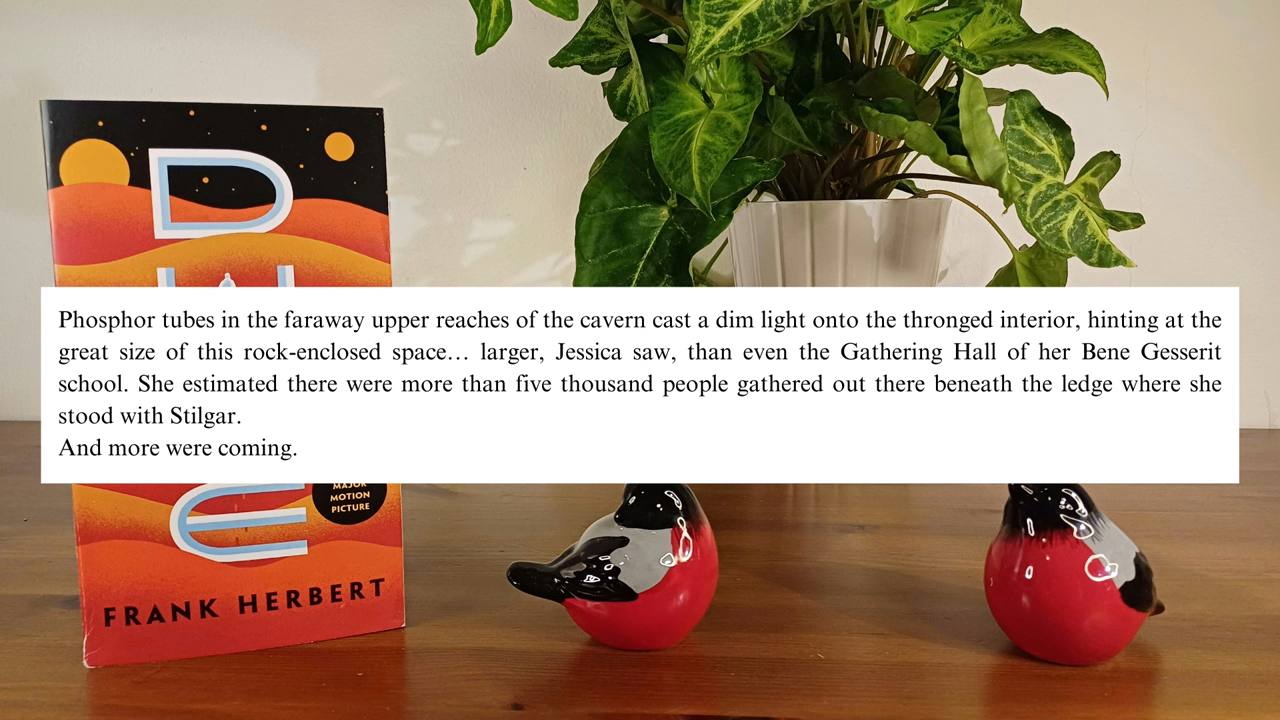 D
Phosphor tubes in the faraway upper reaches of the cavern cast a dim light onto the thronged interior, hinting at the
great size of this rock-enclosed space… larger, Jessica saw, than even the Gathering Hall of her Bene Gesserit
school. She estimated there were more than five thousand people gathered out there beneath the ledge where she
stood with Stilgar.
And more were coming.
E
MAJOR
MOTION
PICTURE
FRANK HERBERT